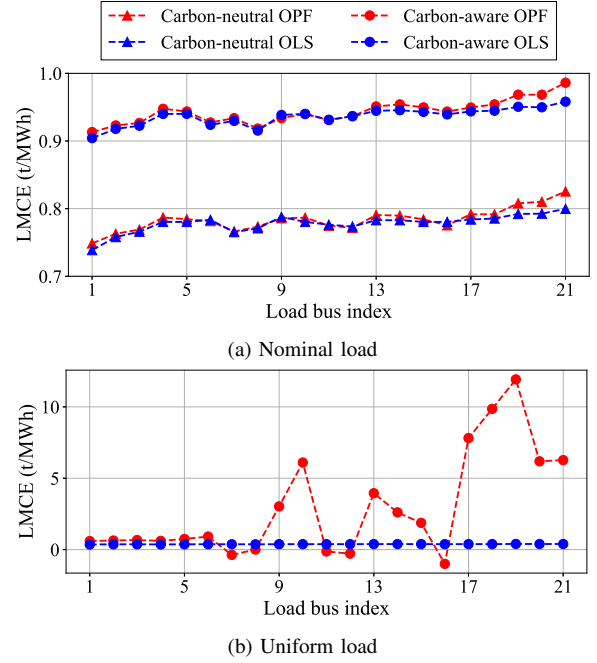 Carbon-neutral OPF
Carbon-aware OPF
Carbon-neutral OLS
Carbon-aware OLS
1.0
0.9
0.8
0.7
LMCE (t/MWh)
1 5 9 13 17 21
Load bus index
(a) Nominal load
10
5
0
LMCE (t/MWh)
1 5 9 13 17 21
Load bus index
(b) Uniform load